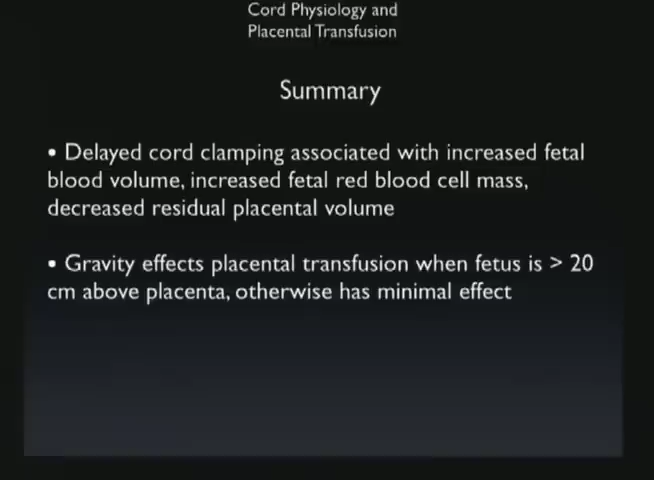 Cord Physiology and
Placental Transfusion
Summary
• Delayed cord clamping associated with increased fetal
blood volume, increased fetal red blood cell mass,
decreased residual placental volume
• Gravity effects placental transfusion when fetus is > 20
cm above placenta, otherwise has minimal effect